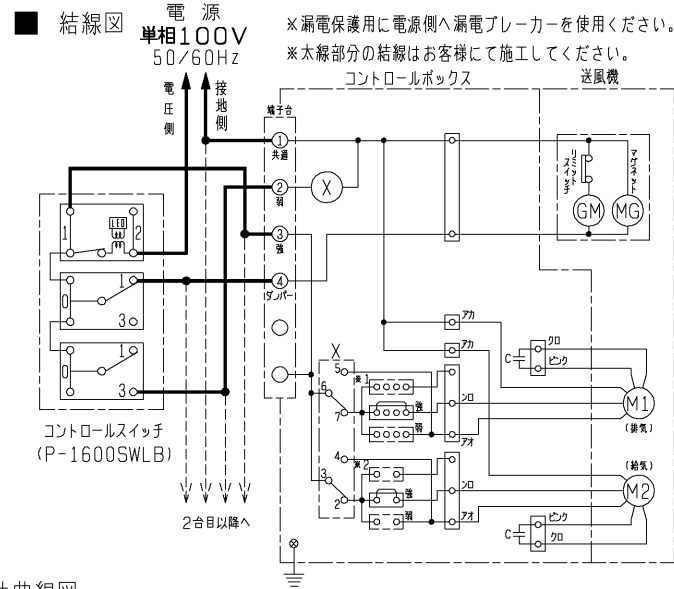 ■ 結線図
電源
単相100V
50/60Hz
※漏電保護用に電源側へ漏電ブレーカーを使用ください。
※太線部分の結線はお客様にて施工してください。
コントロールボックス
送風機
電圧側
接地側
端子台
1
共通
2
弱
3
強
4
ダンパー
X
リミットスイッチ
マグネット
GM
MG
LED
1
2
0
1
3
0
1
3
コントロールスイッチ
(P-1600SWLB)
2台目以降へ
X
5
6
7
※1
強
弱
4
3
2
※2
強
弱
アカ
アカ
シロ
アオ
シロ
アオ
C
クロ
ピンク
M1
(排気)
(給気)
M2
C
ピンク
クロ